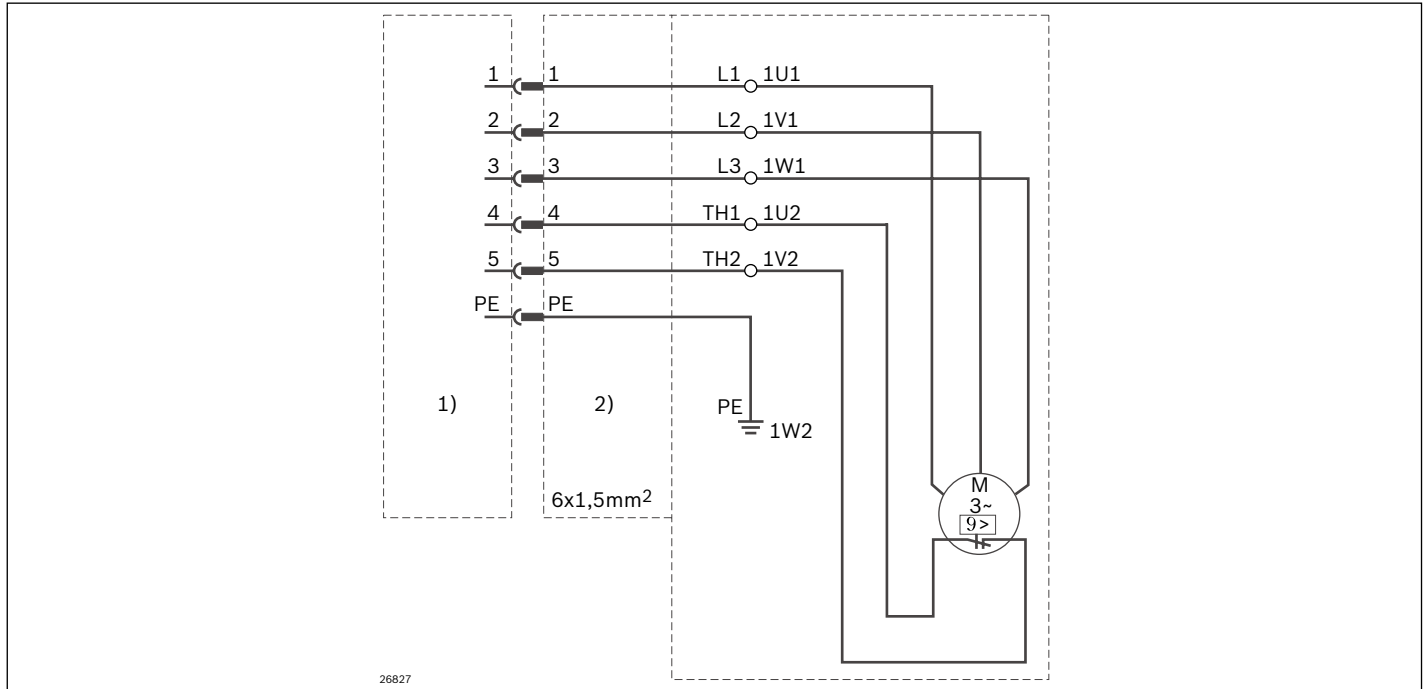 1 1 L1 1U1
2 2 L2 1V1
3 3 L3 1W1
4 4 TH1 1U2
5 5 TH2 1V2
PE PE
1) 2) PE
1W2
6x1,5mm²
M
3~
9>
26827